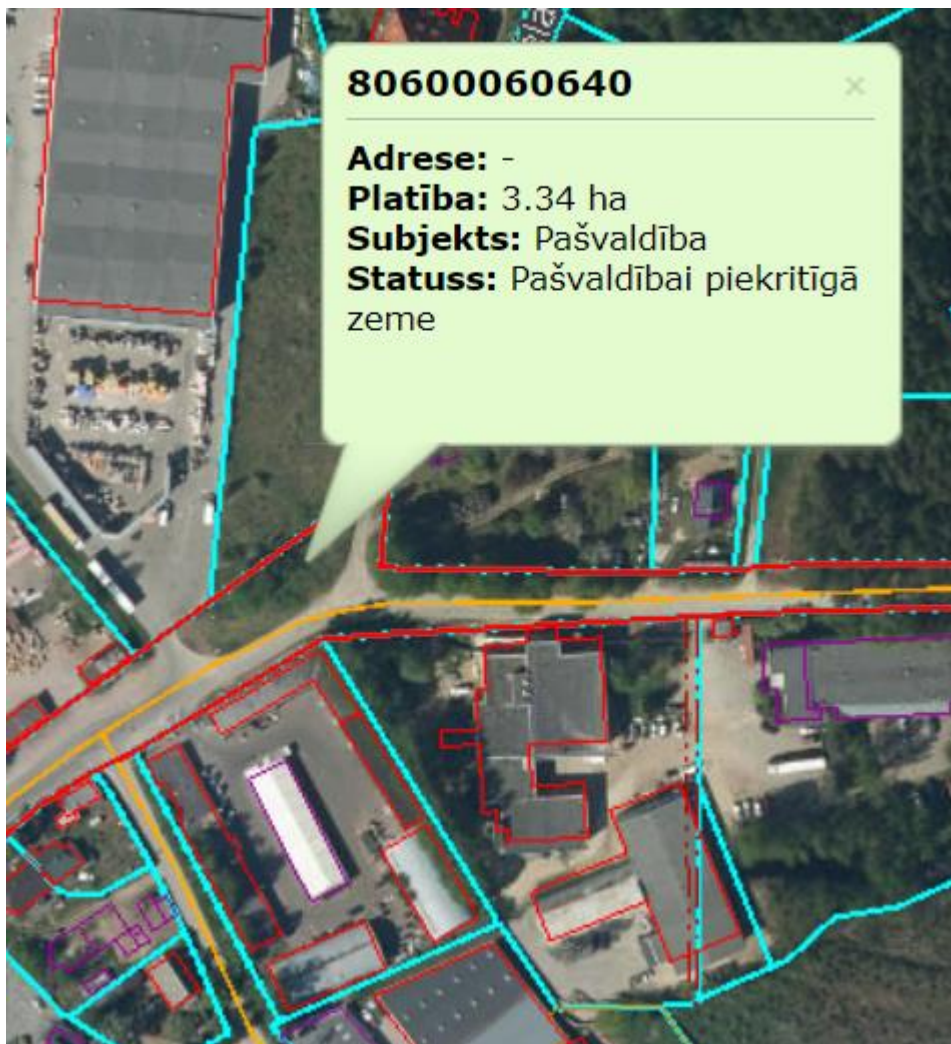 80600060640 ×
Adrese: -
Platība: 3.34 ha
Subjekts: Pašvaldība
Statuss: Pašvaldībai piekritīgā
zeme